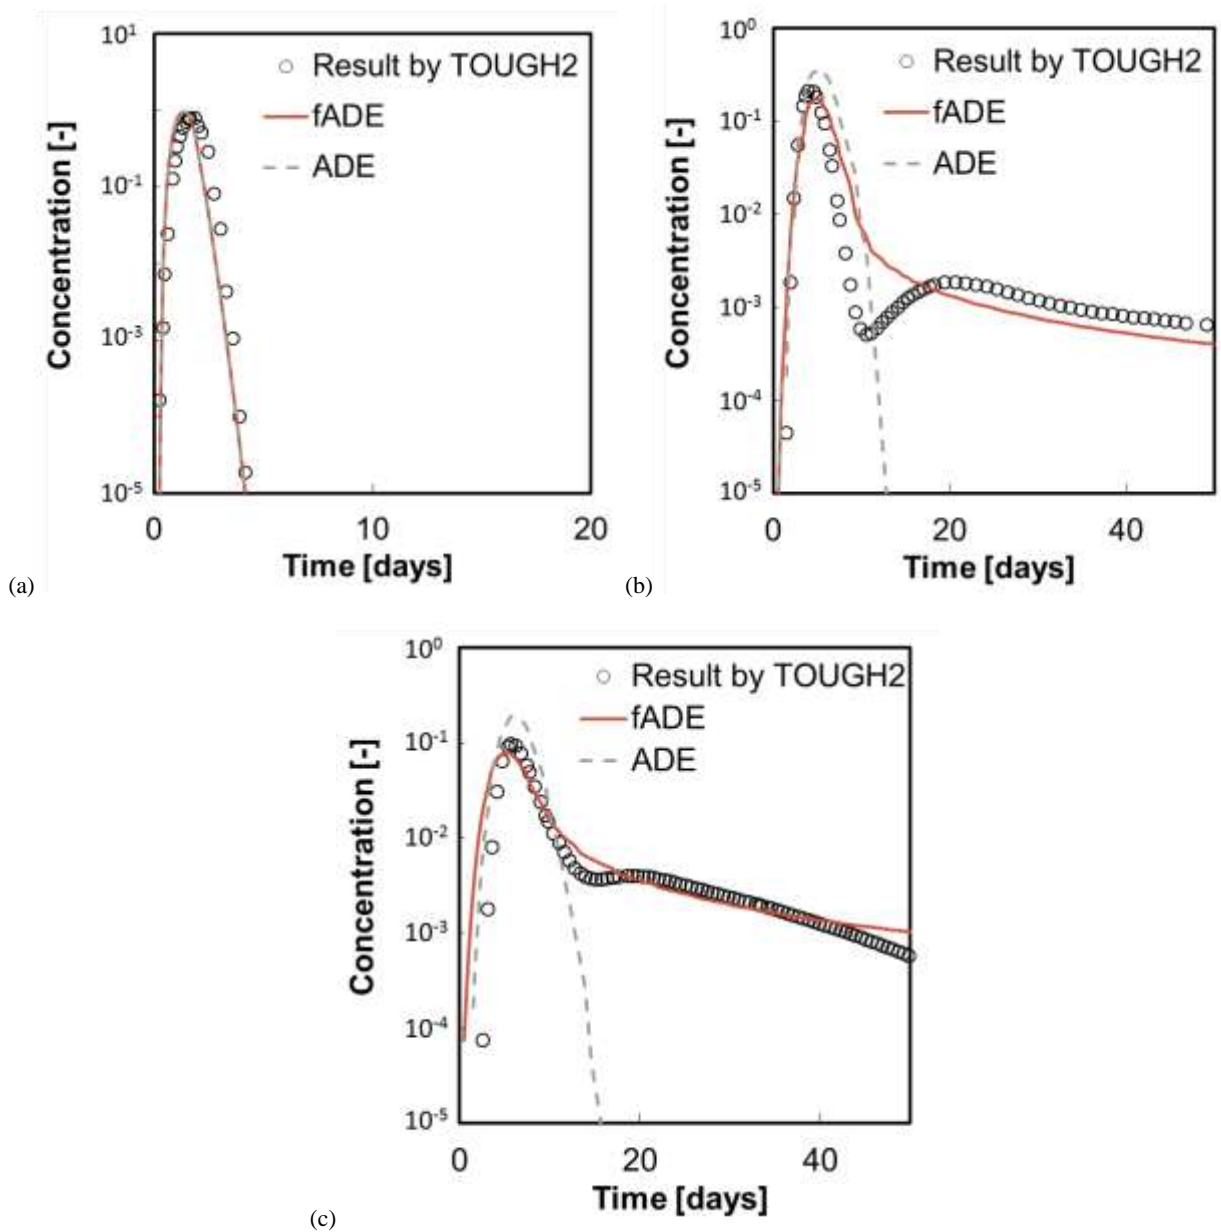 10^1
10^-1
10^-3
10^-5
Concentration [-]
Result by TOUGH2
fADE
ADE
0 10 20
Time [days]
(a)
10^0
10^-1
10^-2
10^-3
10^-4
10^-5
Concentration [-]
Result by TOUGH2
fADE
ADE
0 20 40
Time [days]
(b)
10^0
10^-1
10^-2
10^-3
10^-4
10^-5
Concentration [-]
Result by TOUGH2
fADE
ADE
0 20 40
Time [days]
(c)